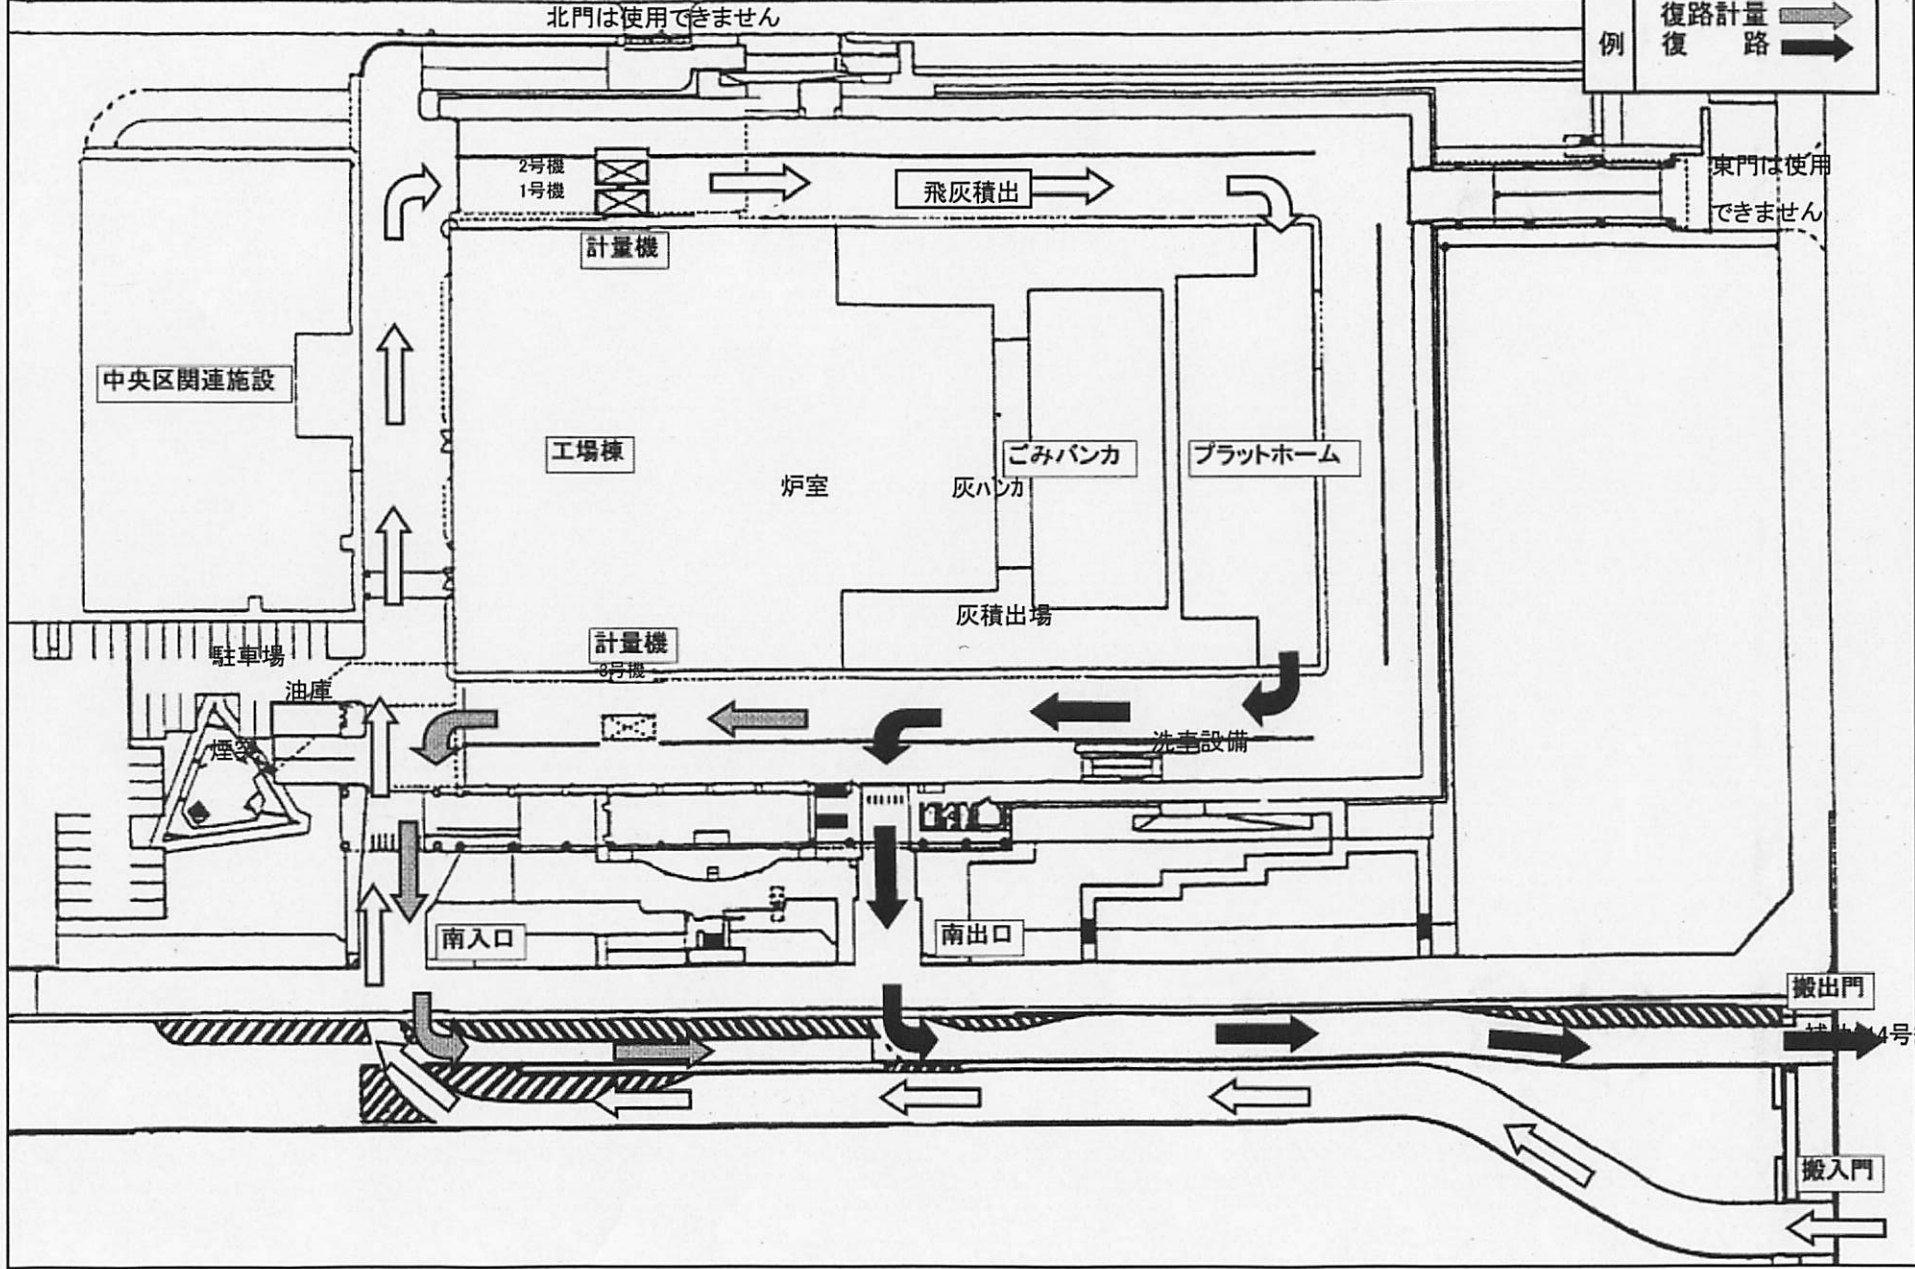 北門は使用できません
復路計量
例
復 路
2号機
1号機
飛灰積出
東門は使用
できません
計量機
中央区関連施設
工場棟
ごみバンカ
プラットホーム
炉室
灰バンカ
灰積出場
計量機
3号機
駐車場
油庫
煙突
洗車設備
南入口
南出口
搬出門
4号
搬入門